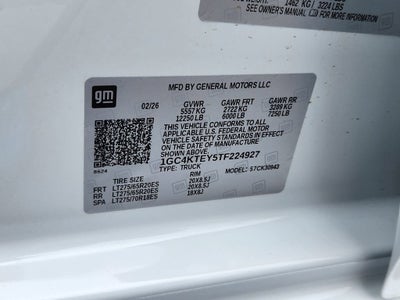 1462 KG / 3224 LBS
SEE OWNER'S MANUAL FOR MORE INFORMATION
gm
MFD BY GENERAL MOTORS LLC
02/26 GVWR GAWR FRT GAWR RR
5557 KG 2722 KG 3289 KG
12250 LB 6000 LB 7250 LB
THIS VEHICLE CONFORMS TO ALL
APPLICABLE U.S. FEDERAL MOTOR
VEHICLE SAFETY STANDARDS IN EFFECT
ON THE DATE OF MANUFACTURE
SHOWN ABOVE.
1GC4KTEY5TF224927
TYPE: TRUCK MODEL: S7CK30943
S524
TIRE SIZE RIM
FRT LT275/65R20ES 20X8.5J
RR LT275/65R20ES 20X8.5J
SPA LT275/70R18ES 18X8J